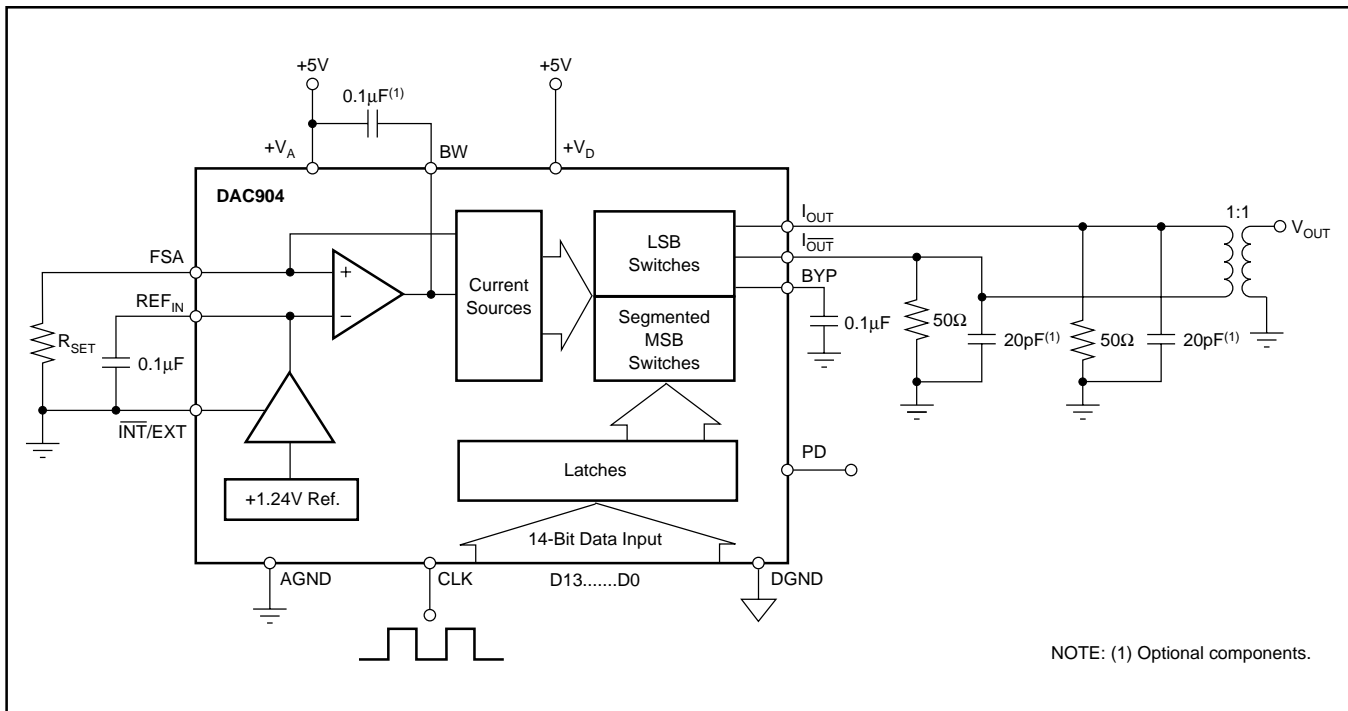 +5V
+5V
0.1µF(1)
+VA
BW
+VD
DAC904
IOUT
1:1
VOUT
LSB
Switches
I̅O̅U̅T̅
FSA
+
BYP
Current
Sources
REFIN
–
Segmented
MSB
Switches
0.1µF
50Ω
20pF(1)
50Ω
20pF(1)
RSET
0.1µF
I̅N̅T̅/EXT
PD
Latches
+1.24V Ref.
14-Bit Data Input
AGND
CLK
D13.......D0
DGND
NOTE: (1) Optional components.